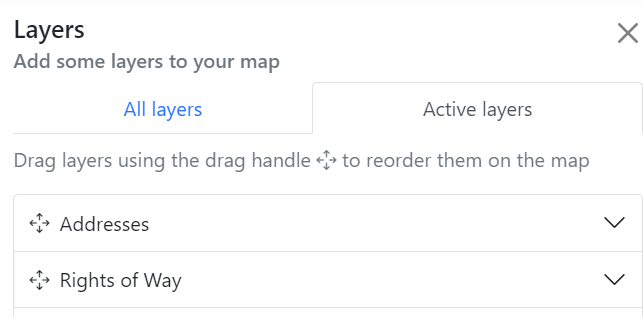 Layers
Add some layers to your map
All layers
Active layers
Drag layers using the drag handle to reorder them on the map
Addresses
Rights of Way